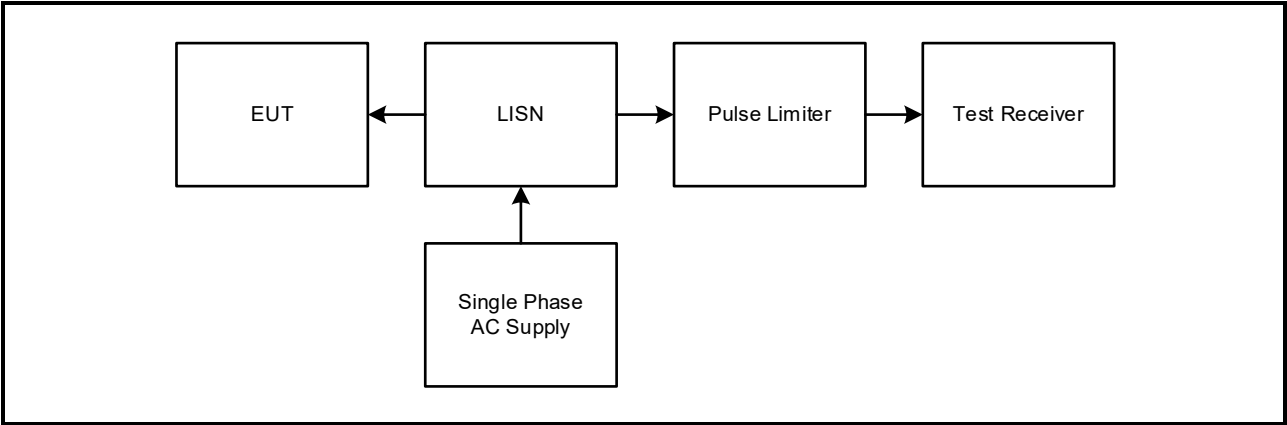 EUT
LISN
Pulse Limiter
Test Receiver
Single Phase
AC Supply